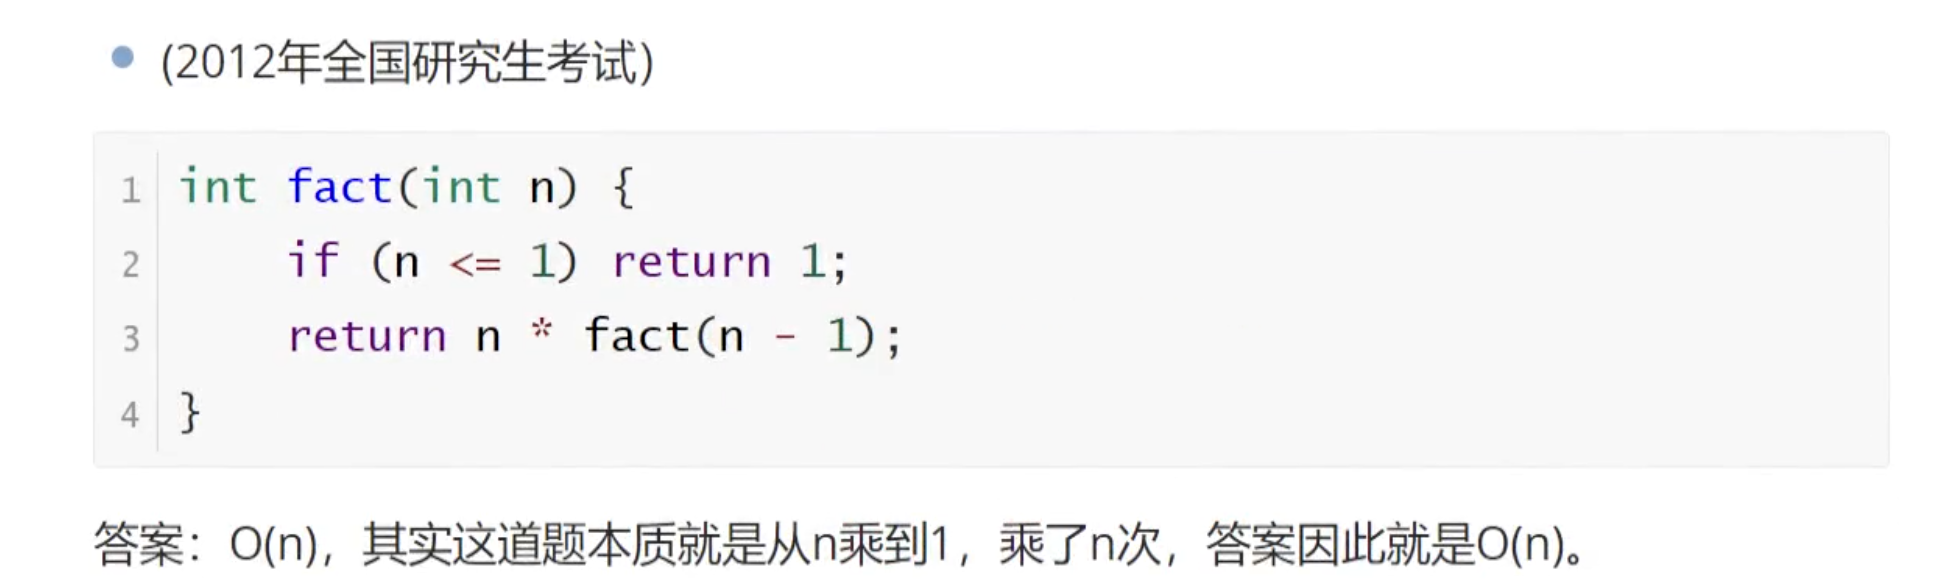 (2012年全国研究生考试)
1 int fact(int n) {
2     if (n <= 1) return 1;
3     return n * fact(n - 1);
4 }
答案：O(n)，其实这道题本质就是从n乘到1，乘了n次，答案因此就是O(n)。